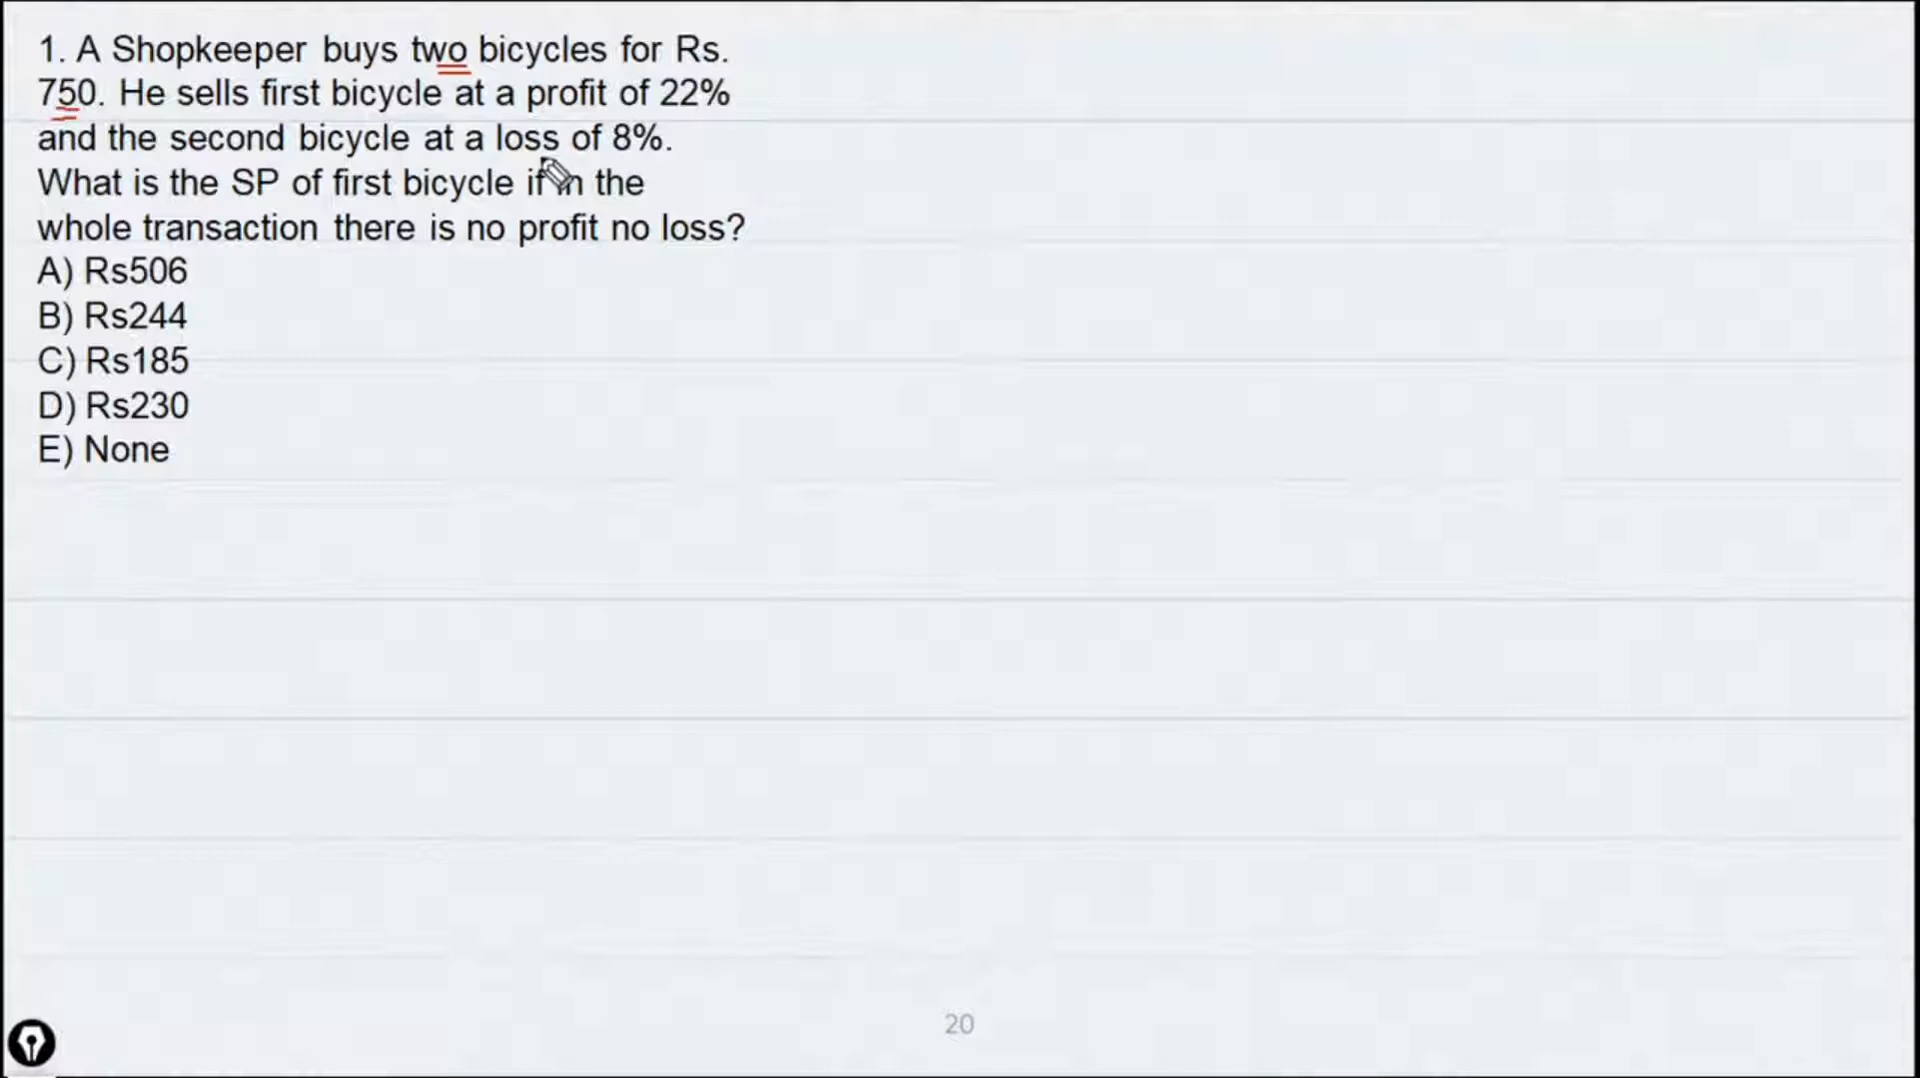 1. A Shopkeeper buys two bicycles for Rs.
750. He sells first bicycle at a profit of 22%
and the second bicycle at a loss of 8%.
What is the SP of first bicycle if in the
whole transaction there is no profit no loss?
A) Rs506
B) Rs244
C) Rs185
D) Rs230
E) None
20